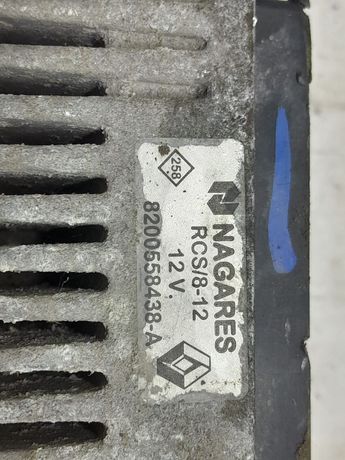 NAGARES
RCS/8-12
12 V.
8200558438-A
258